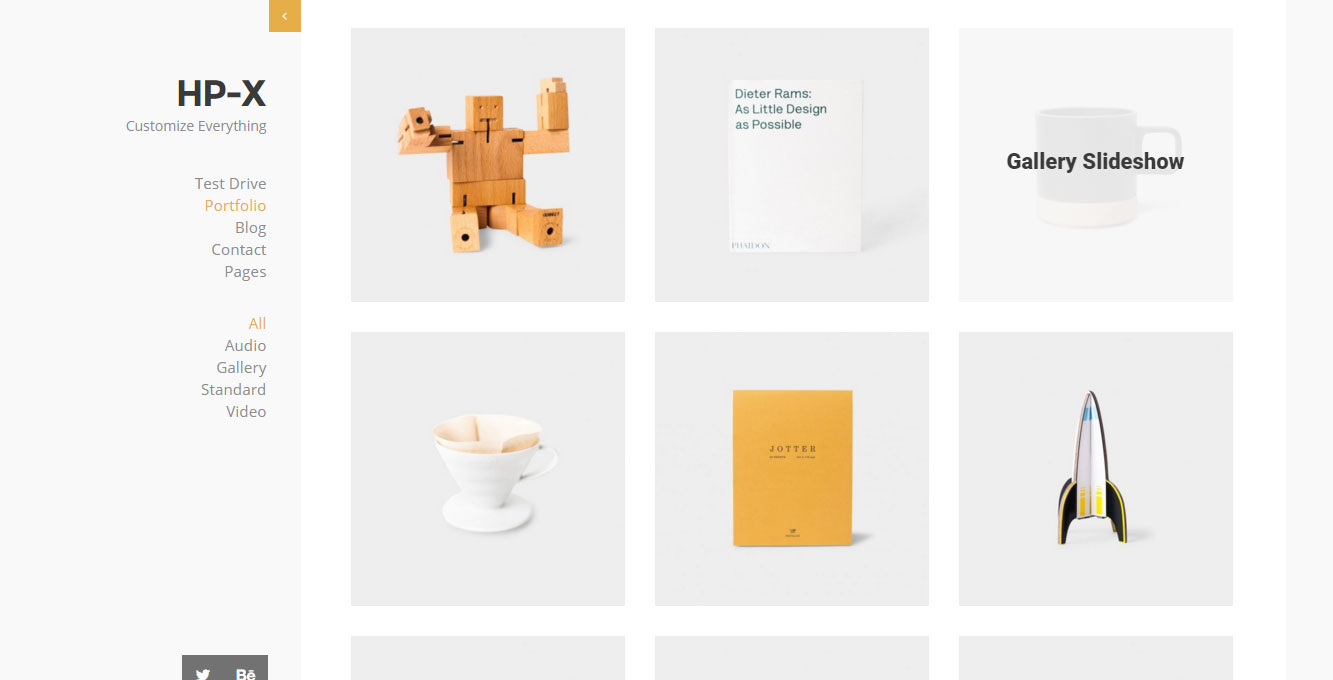 HP-X
Customize Everything
Test Drive
Portfolio
Blog
Contact
Pages
All
Audio
Gallery
Standard
Video
Bē
Dieter Rams:
As Little Design
as Possible
PHAIDON
Gallery Slideshow
JOTTER